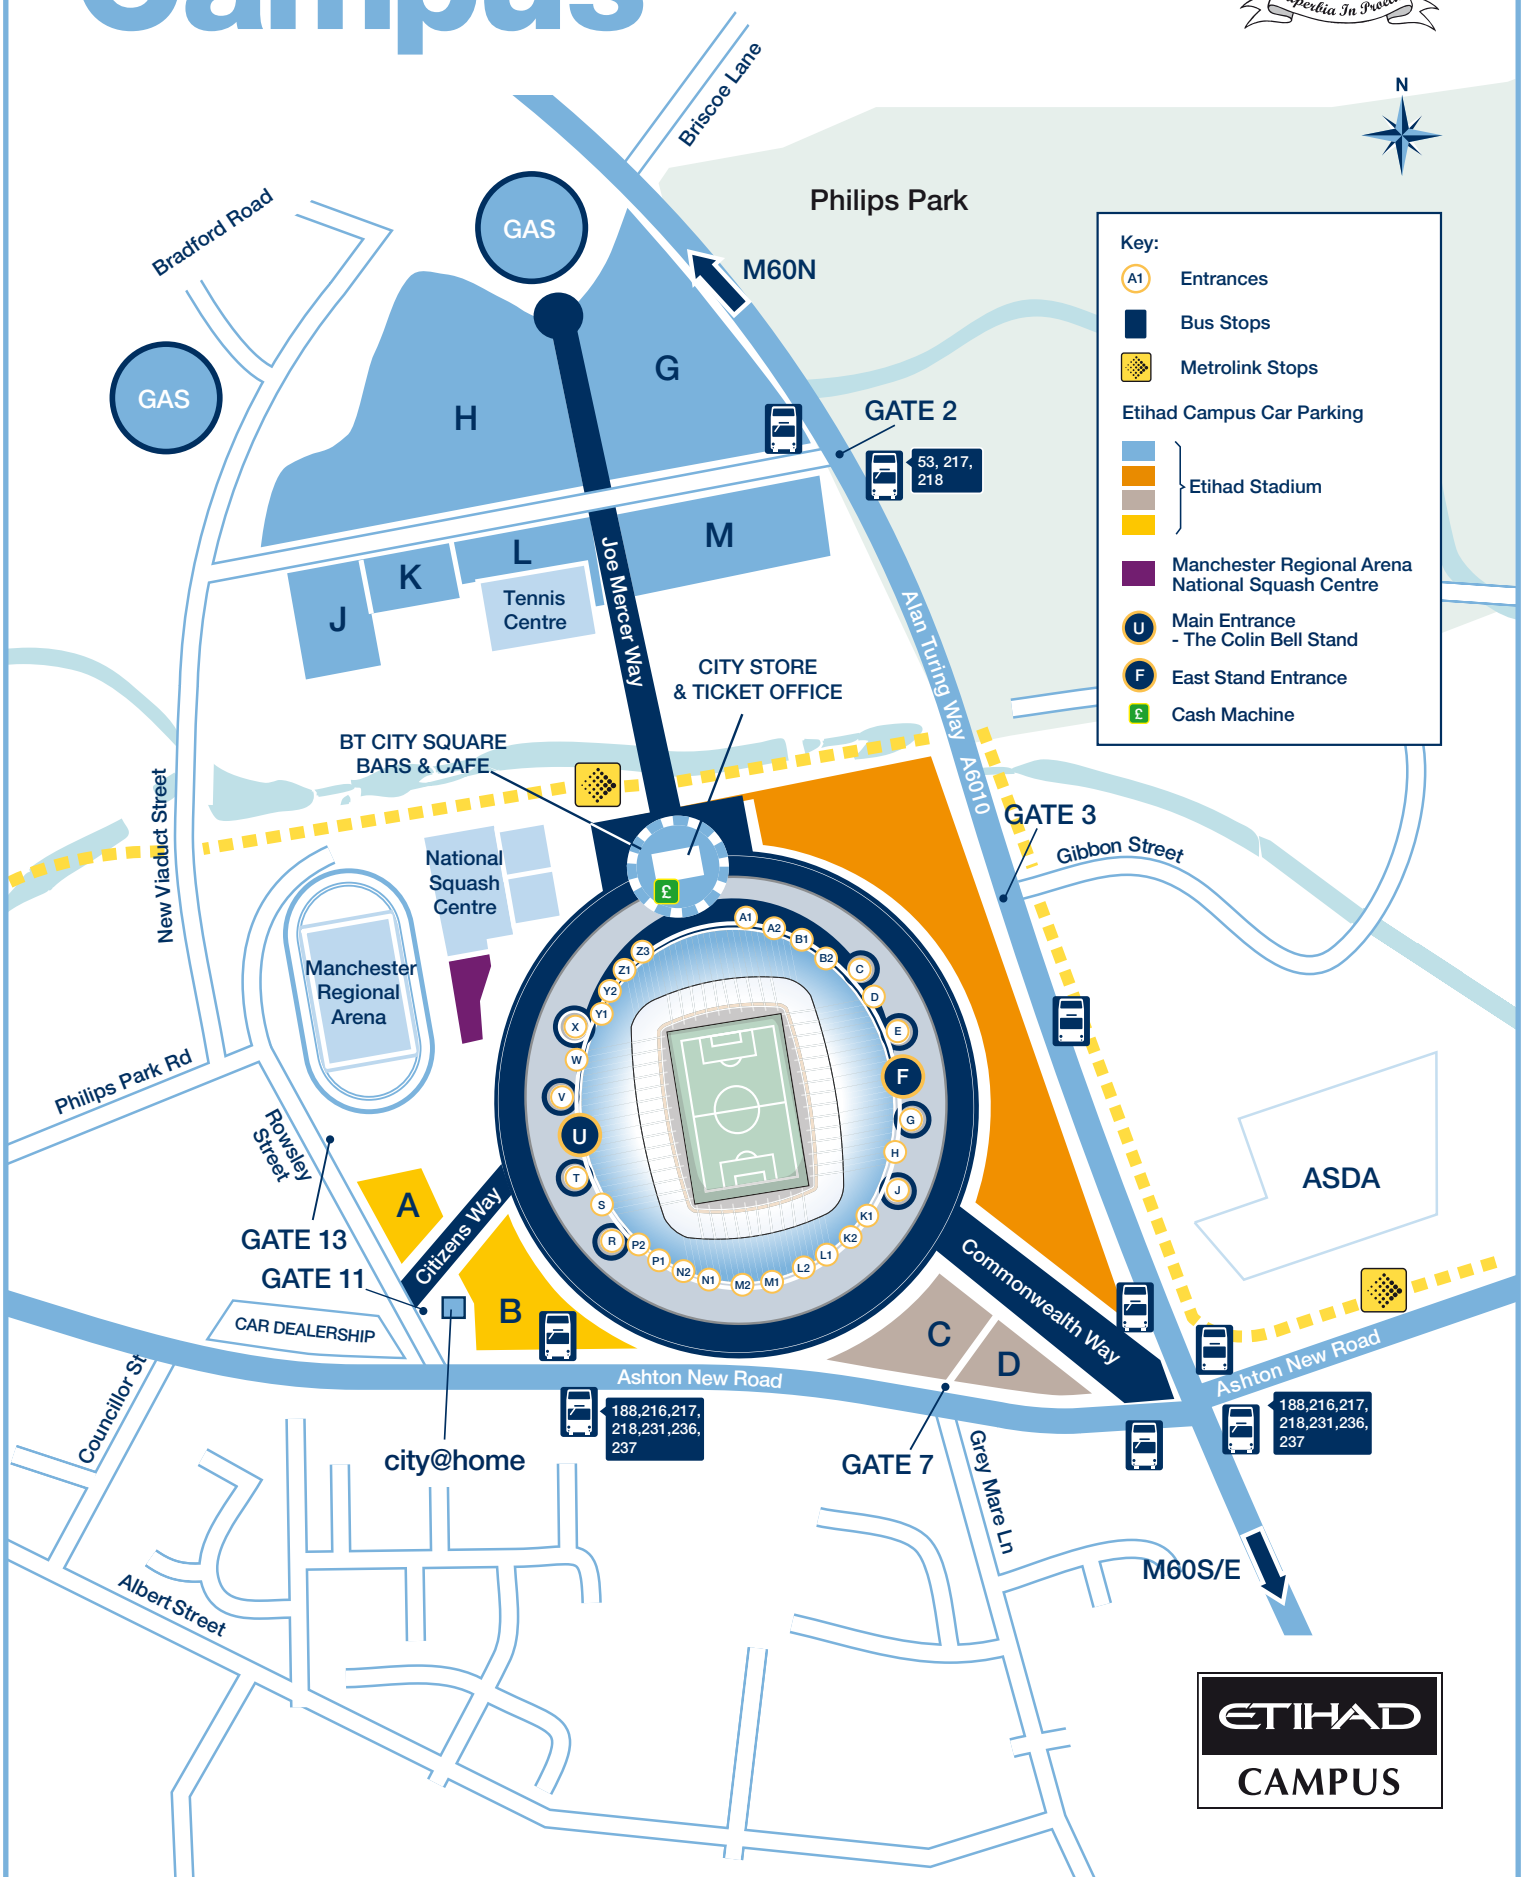 Campus
Superbia In Proelio
Briscoe Lane
N
Philips Park
Bradford Road
GAS
M60N
Key:
A1 Entrances
Bus Stops
Metrolink Stops
Etihad Campus Car Parking
Etihad Stadium
Manchester Regional Arena
National Squash Centre
U Main Entrance
- The Colin Bell Stand
F East Stand Entrance
£ Cash Machine
GAS
H
G
GATE 2
53, 217,
218
M
L
K
J
Tennis
Centre
Joe Mercer Way
Alan Turing Way A6010
CITY STORE
& TICKET OFFICE
BT CITY SQUARE
BARS & CAFE
New Viaduct Street
GATE 3
Gibbon Street
National
Squash
Centre
£
Manchester
Regional
Arena
A1
A2
B1
B2
C
D
E
F
G
H
J
K1
K2
L1
L2
M1
M2
N1
N2
P1
P2
R
S
T
U
V
W
X
Y1
Y2
Z1
Z3
Philips Park Rd
Rowsley
Street
ASDA
A
GATE 13
Citizens Way
GATE 11
B
CAR DEALERSHIP
Commonwealth Way
C
D
Ashton New Road
Ashton New Road
Councillor St
188,216,217,
218,231,236,
237
188,216,217,
218,231,236,
237
city@home
GATE 7
Grey Mare Ln
M60S/E
Albert Street
ETIHAD
CAMPUS